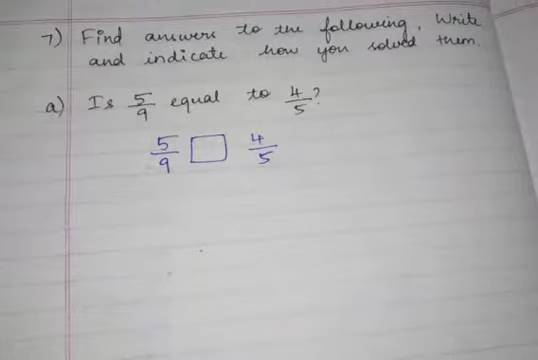 7) Find answers to the following. Write
and indicate how you solved them.
a) Is 5/9 equal to 4/5?
5/9 □ 4/5